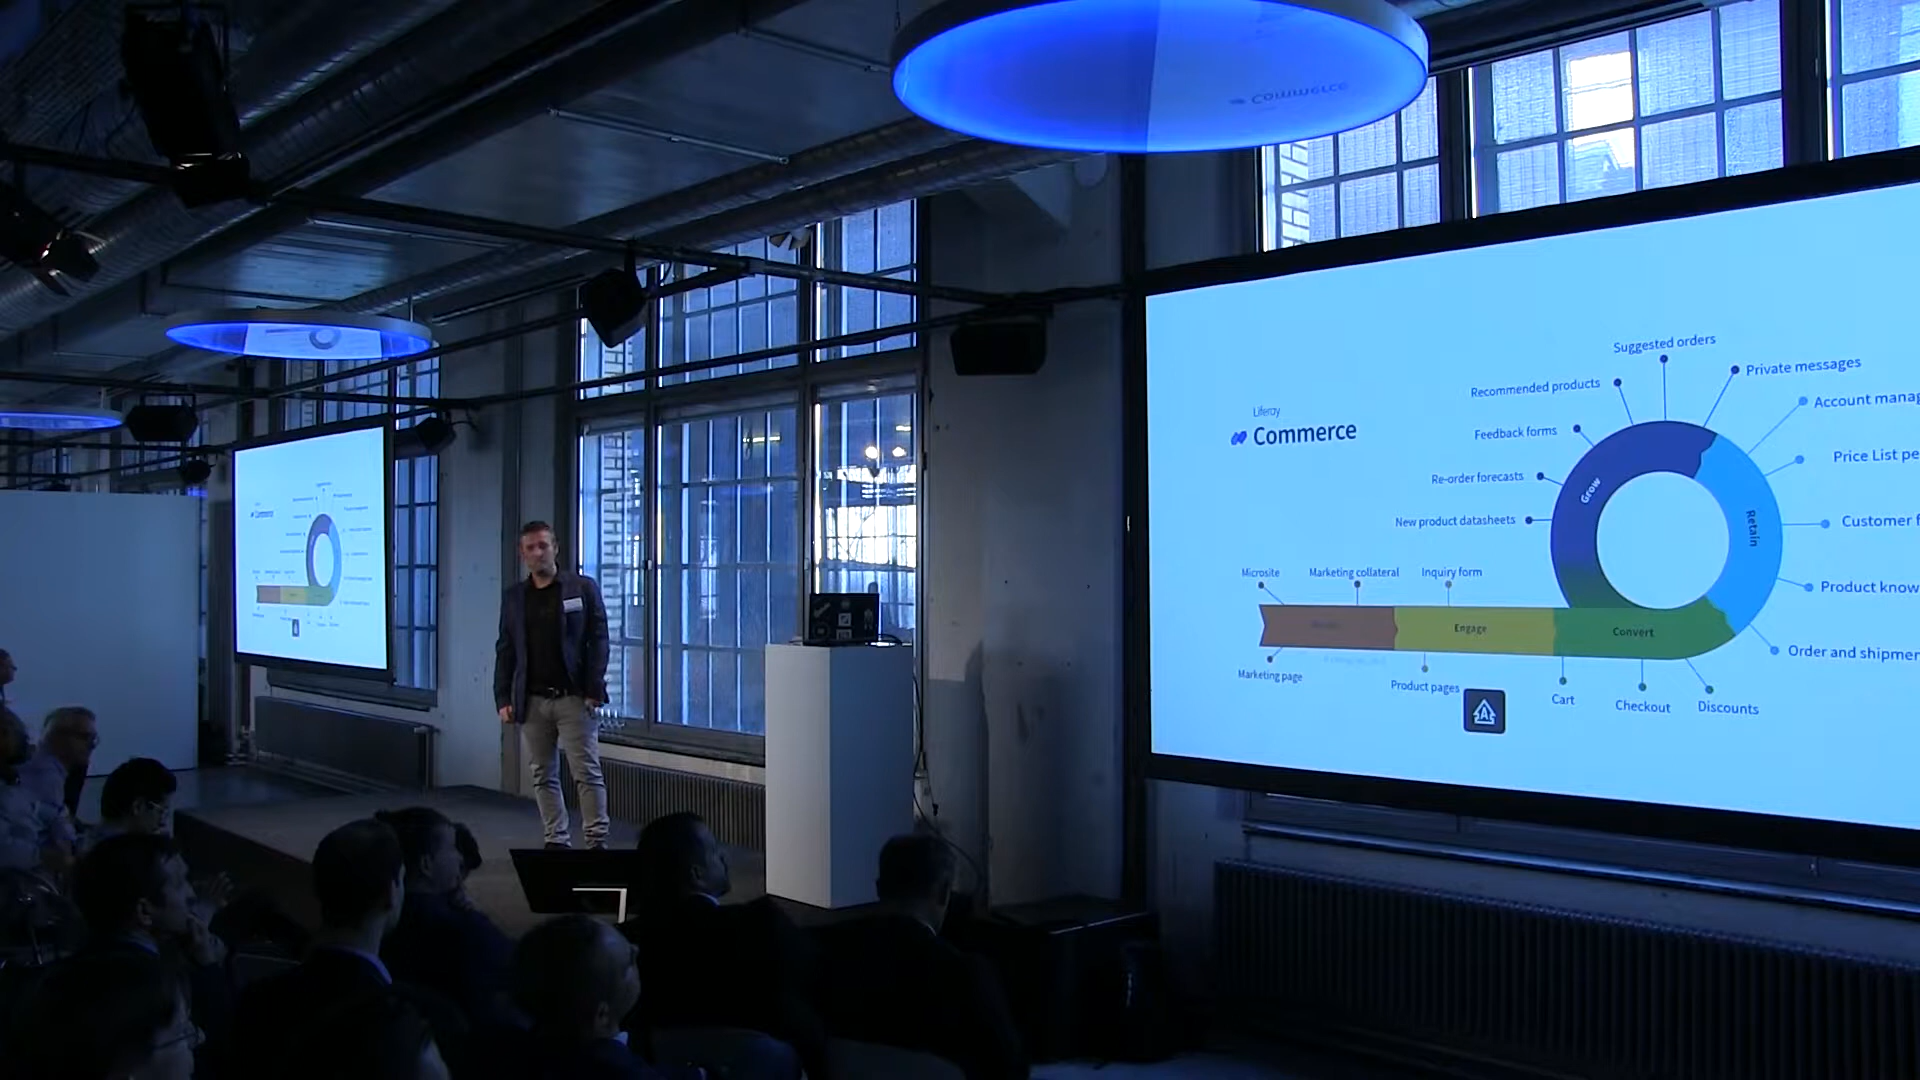 Commerce
Suggested orders
Private messages
Recommended products
Account manag
Liferay
Commerce
Feedback forms
Price List pe
Re-order forecasts
Grow
New product datasheets
Retain
Customer f
Microsite
Marketing collateral
Inquiry form
Product know
Engage
Convert
Order and shipmen
Marketing page
Product pages
Cart
Checkout
Discounts
A
Commerce